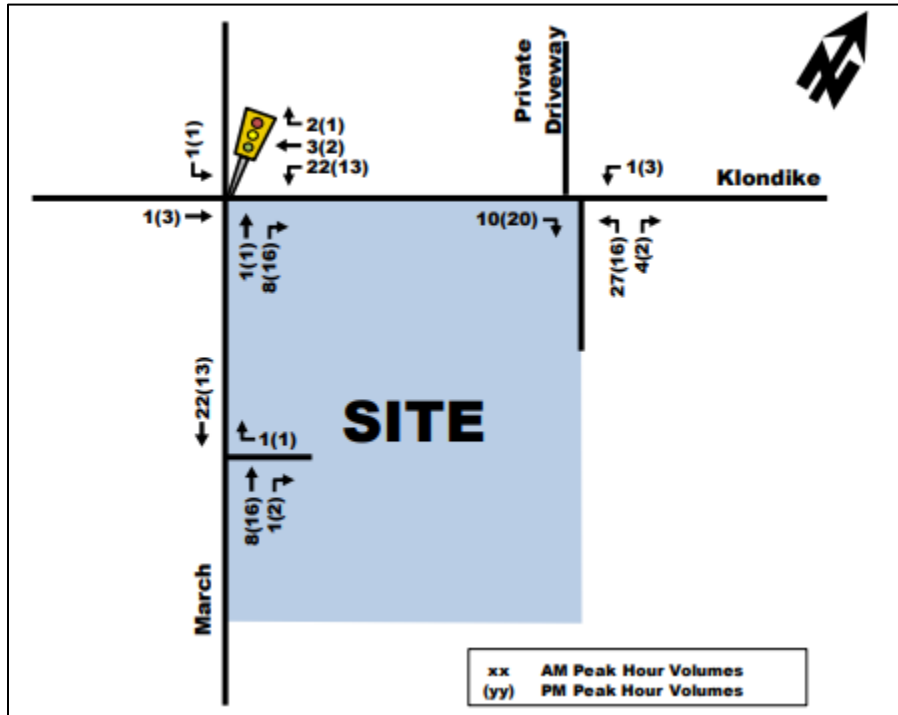 Private
Driveway
1(1)
2(1)
3(2)
22(13)
1(3)
Klondike
1(3)
1(1)
8(16)
10(20)
27(16)
4(2)
22(13)
SITE
1(1)
8(16)
1(2)
March
xx AM Peak Hour Volumes
(yy) PM Peak Hour Volumes